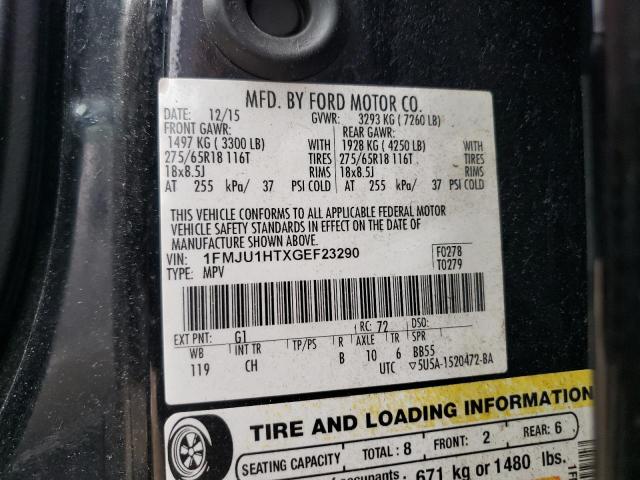 MFD. BY FORD MOTOR CO.
DATE: 12/15 GVWR: 3293 KG ( 7260 LB)
FRONT GAWR: REAR GAWR:
1497 KG ( 3300 LB) WITH 1928 KG ( 4250 LB) WITH
275/65R18 116T TIRES 275/65R18 116T TIRES
18x8.5J RIMS 18x8.5J RIMS
AT 255 kPa/ 37 PSI COLD AT 255 kPa/ 37 PSI COLD
THIS VEHICLE CONFORMS TO ALL APPLICABLE FEDERAL MOTOR
VEHICLE SAFETY STANDARDS IN EFFECT ON THE DATE OF
MANUFACTURE SHOWN ABOVE.
VIN: 1FMJU1HTXGEF23290 F0278
TYPE: MPV T0279
EXT PNT: G1 RC: 72 DSO:
WB INT TR TP/PS R AXLE TR SPR
119 CH B 10 6 BB55
UTC ▽5U5A-1520472-BA
TIRE AND LOADING INFORMATION
SEATING CAPACITY TOTAL: 8 FRONT: 2 REAR: 6
occupants 671 kg or 1480 lbs.